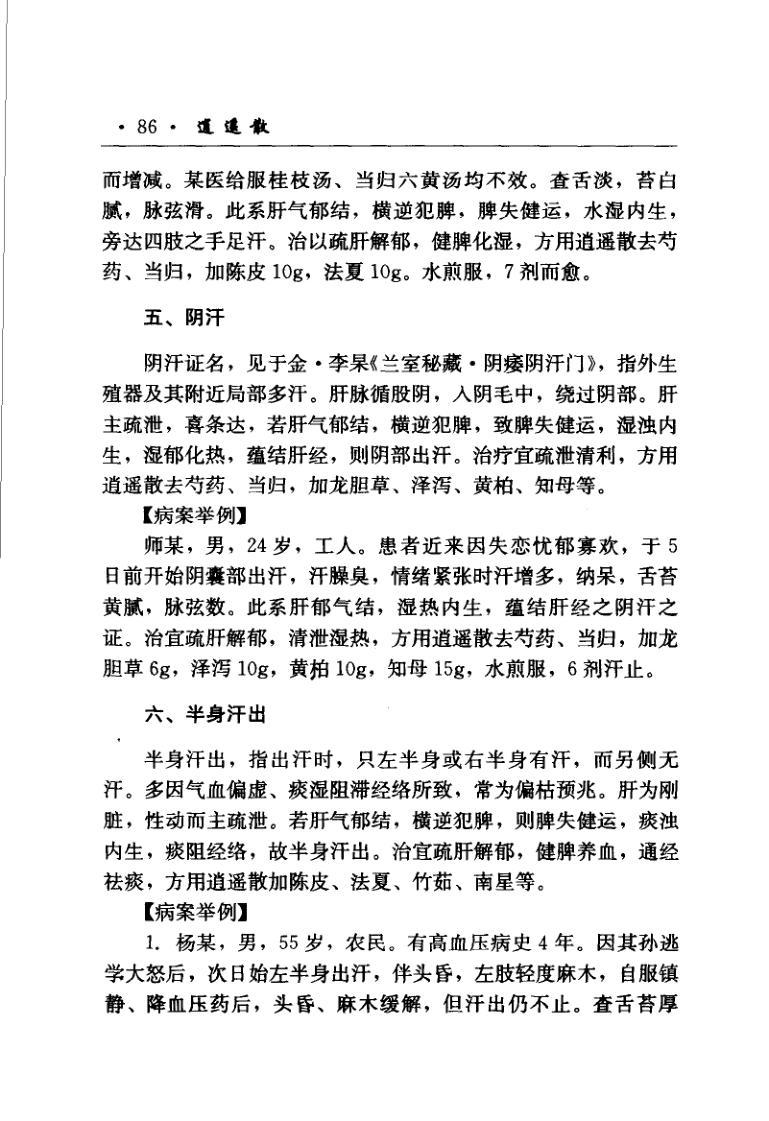 · 86 · 逍遥散
而增减。某医给服桂枝汤、当归六黄汤均不效。查舌淡，苔白
腻，脉弦滑。此系肝气郁结，横逆犯脾，脾失健运，水湿内生，
旁达四肢之手足汗。治以疏肝解郁，健脾化湿，方用逍遥散去芍
药、当归，加陈皮 10g，法夏 10g。水煎服，7 剂而愈。
五、阴汗
阴汗证名，见于金·李杲《兰室秘藏·阴痿阴汗门》，指外生
殖器及其附近局部多汗。肝脉循股阴，入阴毛中，绕过阴部。肝
主疏泄，喜条达，若肝气郁结，横逆犯脾，致脾失健运，湿浊内
生，湿郁化热，蕴结肝经，则阴部出汗。治疗宜疏泄清利，方用
逍遥散去芍药、当归，加龙胆草、泽泻、黄柏、知母等。
【病案举例】
师某，男，24 岁，工人。患者近来因失恋忧郁寡欢，于 5
日前开始阴囊部出汗，汗臊臭，情绪紧张时汗增多，纳呆，舌苔
黄腻，脉弦数。此系肝郁气结，湿热内生，蕴结肝经之阴汗之
证。治宜疏肝解郁，清泄湿热，方用逍遥散去芍药、当归，加龙
胆草 6g，泽泻 10g，黄柏 10g，知母 15g，水煎服，6 剂汗止。
六、半身汗出
半身汗出，指出汗时，只左半身或右半身有汗，而另侧无
汗。多因气血偏虚、痰湿阻滞经络所致，常为偏枯预兆。肝为刚
脏，性动而主疏泄。若肝气郁结，横逆犯脾，则脾失健运，痰浊
内生，痰阻经络，故半身汗出。治宜疏肝解郁，健脾养血，通经
祛痰，方用逍遥散加陈皮、法夏、竹茹、南星等。
【病案举例】
1. 杨某，男，55 岁，农民。有高血压病史 4 年。因其孙逃
学大怒后，次日始左半身出汗，伴头昏，左肢轻度麻木，自服镇
静、降血压药后，头昏、麻木缓解，但汗出仍不止。查舌苔厚